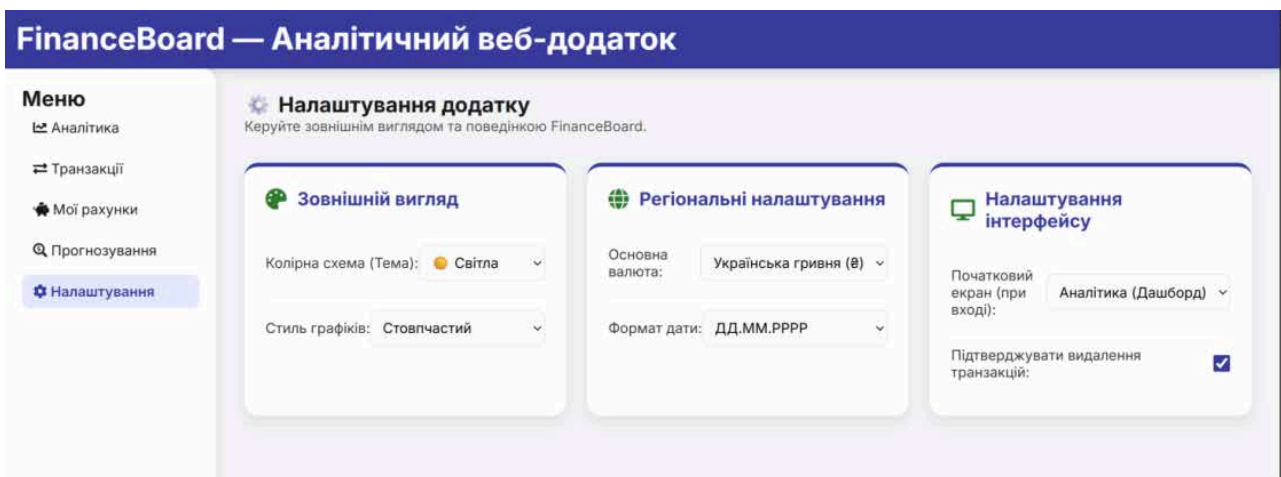 FinanceBoard — Аналітичний веб-додаток
Меню
Аналітика
Транзакції
Мої рахунки
Прогнозування
Налаштування
Налаштування додатку
Керуйте зовнішнім виглядом та поведінкою FinanceBoard.
Зовнішній вигляд
Колірна схема (Тема): Світла
Стиль графіків: Стовпчастий
Регіональні налаштування
Основна
валюта:
Українська гривня (₴)
Формат дати: ДД.ММ.РРРР
Налаштування
інтерфейсу
Початковий
екран (при
вході):
Аналітика (Дашборд)
Підтверджувати видалення
транзакцій: